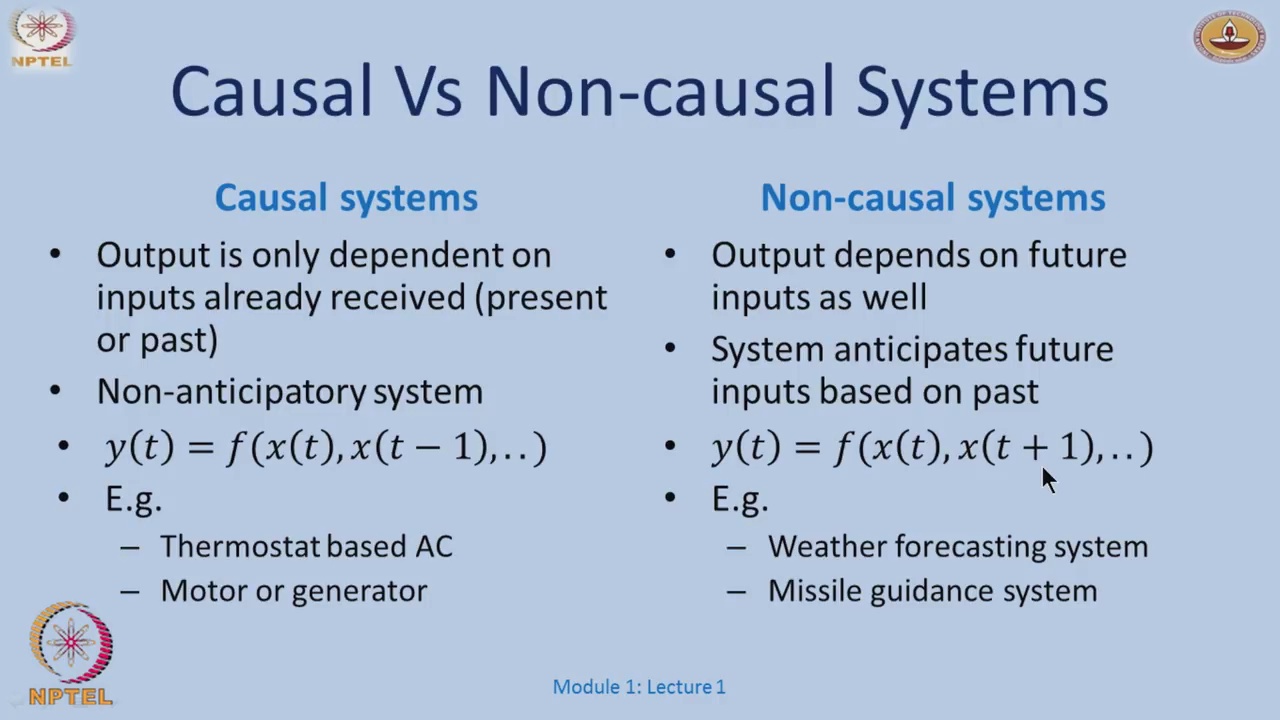 NPTEL
Causal Vs Non-causal Systems
Causal systems
• Output is only dependent on
inputs already received (present
or past)
• Non-anticipatory system
• y(t) = f(x(t), x(t − 1),..)
• E.g.
– Thermostat based AC
– Motor or generator
Non-causal systems
• Output depends on future
inputs as well
• System anticipates future
inputs based on past
• y(t) = f(x(t), x(t + 1),..)
• E.g.
– Weather forecasting system
– Missile guidance system
NPTEL
Module 1: Lecture 1